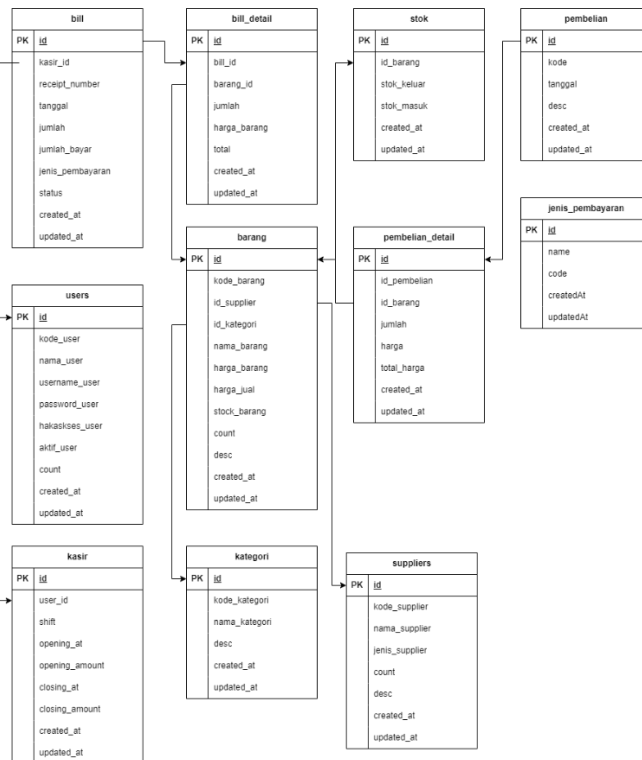 bill
PK id
kasir_id
receipt_number
tanggal
jumlah
jumlah_bayar
jenis_pembayaran
status
created_at
updated_at
bill_detail
PK id
bill_id
barang_id
jumlah
harga_barang
total
created_at
updated_at
stok
PK id
id_barang
stok_keluar
stok_masuk
created_at
updated_at
pembelian
PK id
kode
tanggal
desc
created_at
updated_at
jenis_pembayaran
PK id
name
code
createdAt
updatedAt
barang
PK id
kode_barang
id_supplier
id_kategori
nama_barang
harga_barang
harga_jual
stock_barang
count
desc
created_at
updated_at
pembelian_detail
PK id
id_pembelian
id_barang
jumlah
harga
total_harga
created_at
updated_at
users
PK id
kode_user
nama_user
username_user
password_user
hakaskses_user
aktif_user
count
created_at
updated_at
kasir
PK id
user_id
shift
opening_at
opening_amount
closing_at
closing_amount
created_at
updated_at
kategori
PK id
kode_kategori
nama_kategori
desc
created_at
updated_at
suppliers
PK id
kode_supplier
nama_supplier
jenis_supplier
count
desc
created_at
updated_at